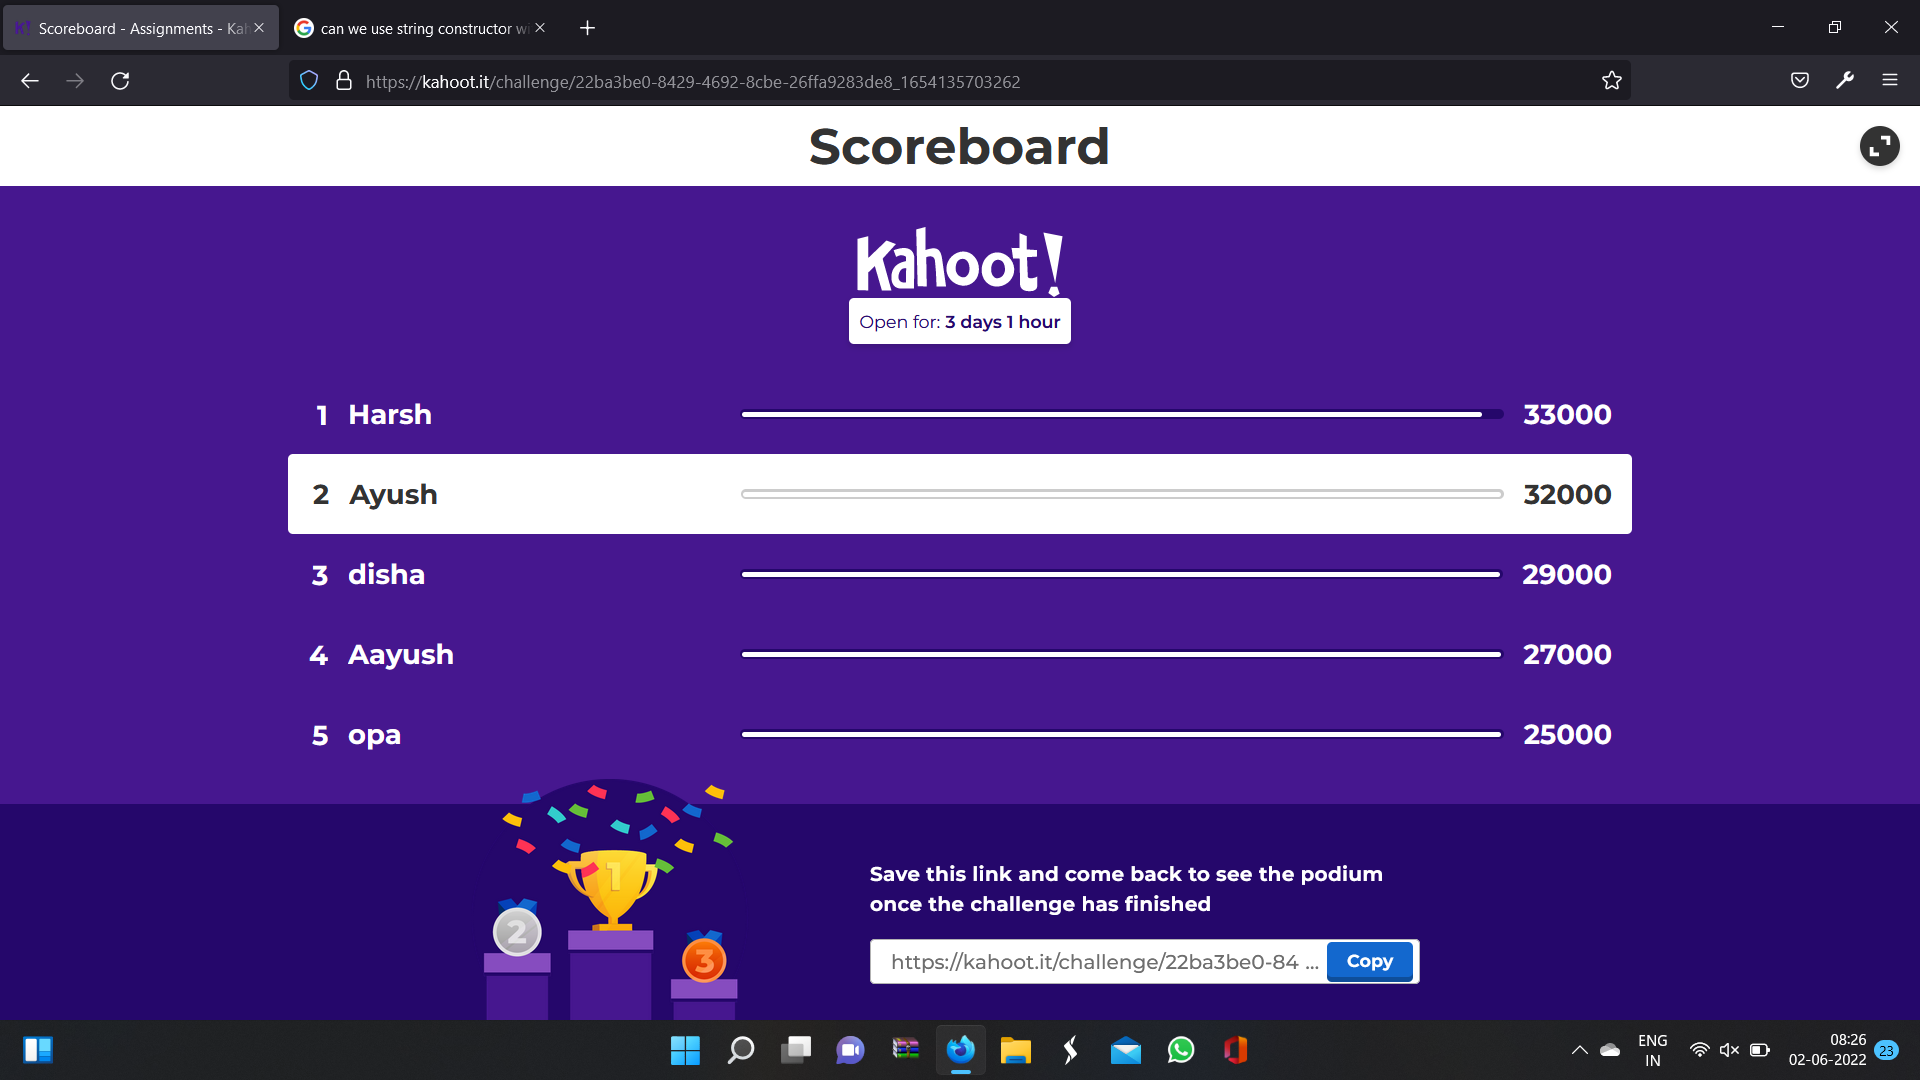 Scoreboard - Assignments - Kah
can we use string constructor wi
https://kahoot.it/challenge/22ba3be0-8429-4692-8cbe-26ffa9283de8_1654135703262
Scoreboard
Kahoot!
Open for: 3 days 1 hour
1 Harsh 33000
2 Ayush 32000
3 disha 29000
4 Aayush 27000
5 opa 25000
1
2
3
Save this link and come back to see the podium
once the challenge has finished
https://kahoot.it/challenge/22ba3be0-84 ... Copy
ENG
IN
08:26
02-06-2022
23